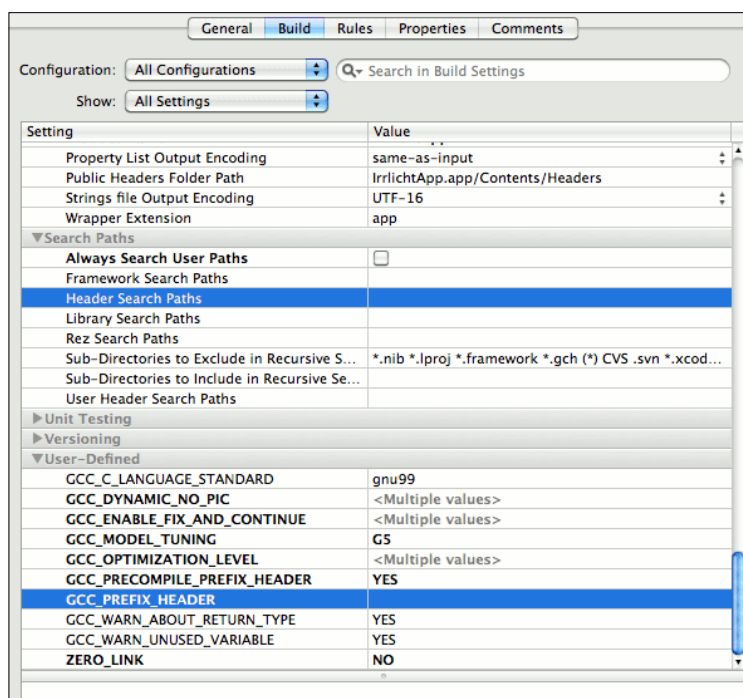 General Build Rules Properties Comments
Configuration: All Configurations Search in Build Settings
Show: All Settings
Setting Value
Property List Output Encoding same-as-input
Public Headers Folder Path IrrlichtApp.app/Contents/Headers
Strings file Output Encoding UTF-16
Wrapper Extension app
Search Paths
Always Search User Paths
Framework Search Paths
Header Search Paths
Library Search Paths
Rez Search Paths
Sub-Directories to Exclude in Recursive S... *.nib *.lproj *.framework *.gch (*) CVS .svn *.xcod...
Sub-Directories to Include in Recursive Se...
User Header Search Paths
Unit Testing
Versioning
User-Defined
GCC_C_LANGUAGE_STANDARD gnu99
GCC_DYNAMIC_NO_PIC <Multiple values>
GCC_ENABLE_FIX_AND_CONTINUE <Multiple values>
GCC_MODEL_TUNING G5
GCC_OPTIMIZATION_LEVEL <Multiple values>
GCC_PRECOMPILE_PREFIX_HEADER YES
GCC_PREFIX_HEADER
GCC_WARN_ABOUT_RETURN_TYPE YES
GCC_WARN_UNUSED_VARIABLE YES
ZERO_LINK NO